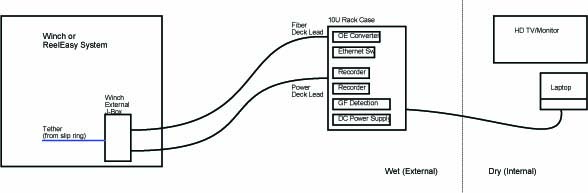 Winch or
ReelEasy System
Tether
(from slip ring)
Winch
External
J-Box
Fiber
Deck Lead
Power
Deck Lead
10U Rack Case
OE Converter
Ethernet Sw
Recorder
Recorder
GF Detection
DC Power Supply
Wet (External)
HD TV/Monitor
Laptop
Dry (Internal)